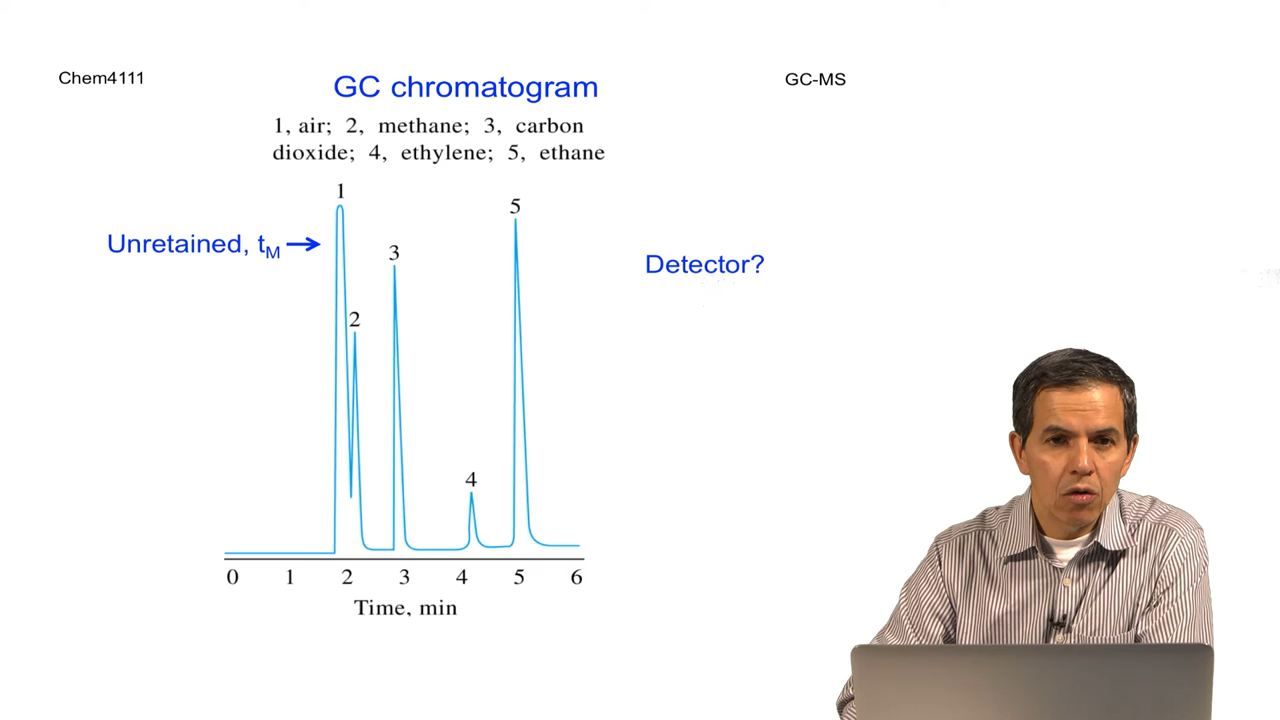 Chem4111
GC-MS
GC chromatogram
1, air; 2, methane; 3, carbon
dioxide; 4, ethylene; 5, ethane
1
5
Unretained, tM
3
Detector?
2
4
0 1 2 3 4 5 6
Time, min